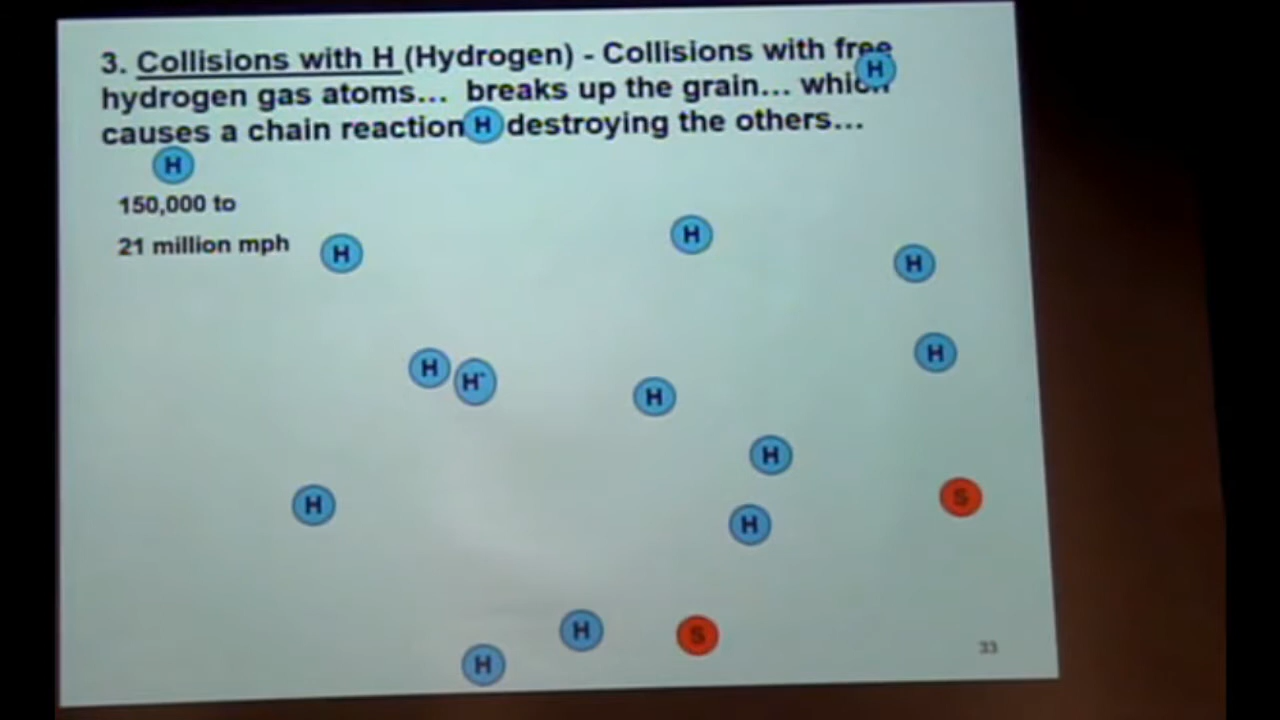 3. Collisions with H (Hydrogen) - Collisions with free
hydrogen gas atoms... breaks up the grain... which
H
causes a chain reaction H destroying the others...
H
150,000 to
21 million mph
H
H
H
H
H H-
H
H
S
H
H
H
S
H
33